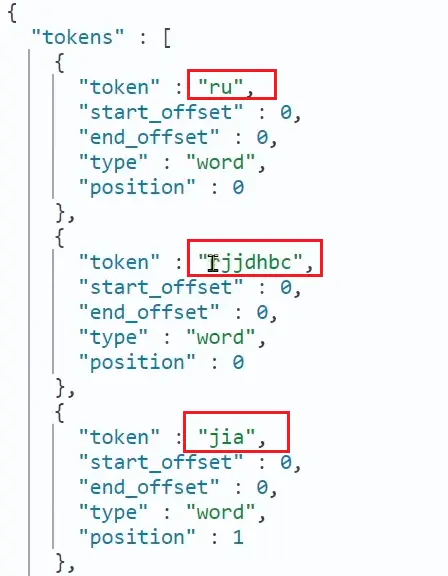 {
"tokens" : [
{
"token" : "ru",
"start_offset" : 0,
"end_offset" : 0,
"type" : "word",
"position" : 0
},
{
"token" : "rjjdhbc",
"start_offset" : 0,
"end_offset" : 0,
"type" : "word",
"position" : 0
},
{
"token" : "jia",
"start_offset" : 0,
"end_offset" : 0,
"type" : "word",
"position" : 1
},